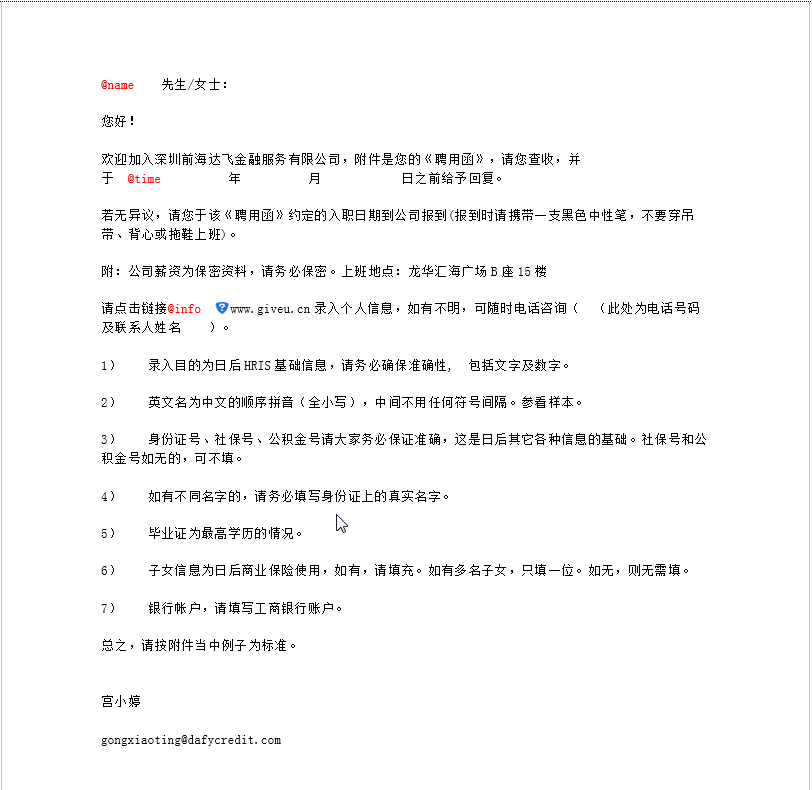 @name 先生/女士：
您好！
欢迎加入深圳前海达飞金融服务有限公司，附件是您的《聘用函》，请您查收，并
于 @time 年 月 日之前给予回复。
若无异议，请您于该《聘用函》约定的入职日期到公司报到(报到时请携带一支黑色中性笔，不要穿吊
带、背心或拖鞋上班)。
附：公司薪资为保密资料，请务必保密。上班地点：龙华汇海广场 B 座 15 楼
请点击链接@info www.giveu.cn 录入个人信息，如有不明，可随时电话咨询（ （此处为电话号码
及联系人姓名 ）。
1） 录入目的为日后 HRIS 基础信息，请务必确保准确性, 包括文字及数字。
2） 英文名为中文的顺序拼音（全小写），中间不用任何符号间隔。参看样本。
3） 身份证号、社保号、公积金号请大家务必保证准确，这是日后其它各种信息的基础。社保号和公
积金号如无的，可不填。
4） 如有不同名字的，请务必填写身份证上的真实名字。
5） 毕业证为最高学历的情况。
6） 子女信息为日后商业保险使用，如有，请填充。如有多名子女，只填一位。如无，则无需填。
7） 银行帐户，请填写工商银行账户。
总之，请按附件当中例子为标准。
宫小婷
gongxiaoting@dafycredit.com